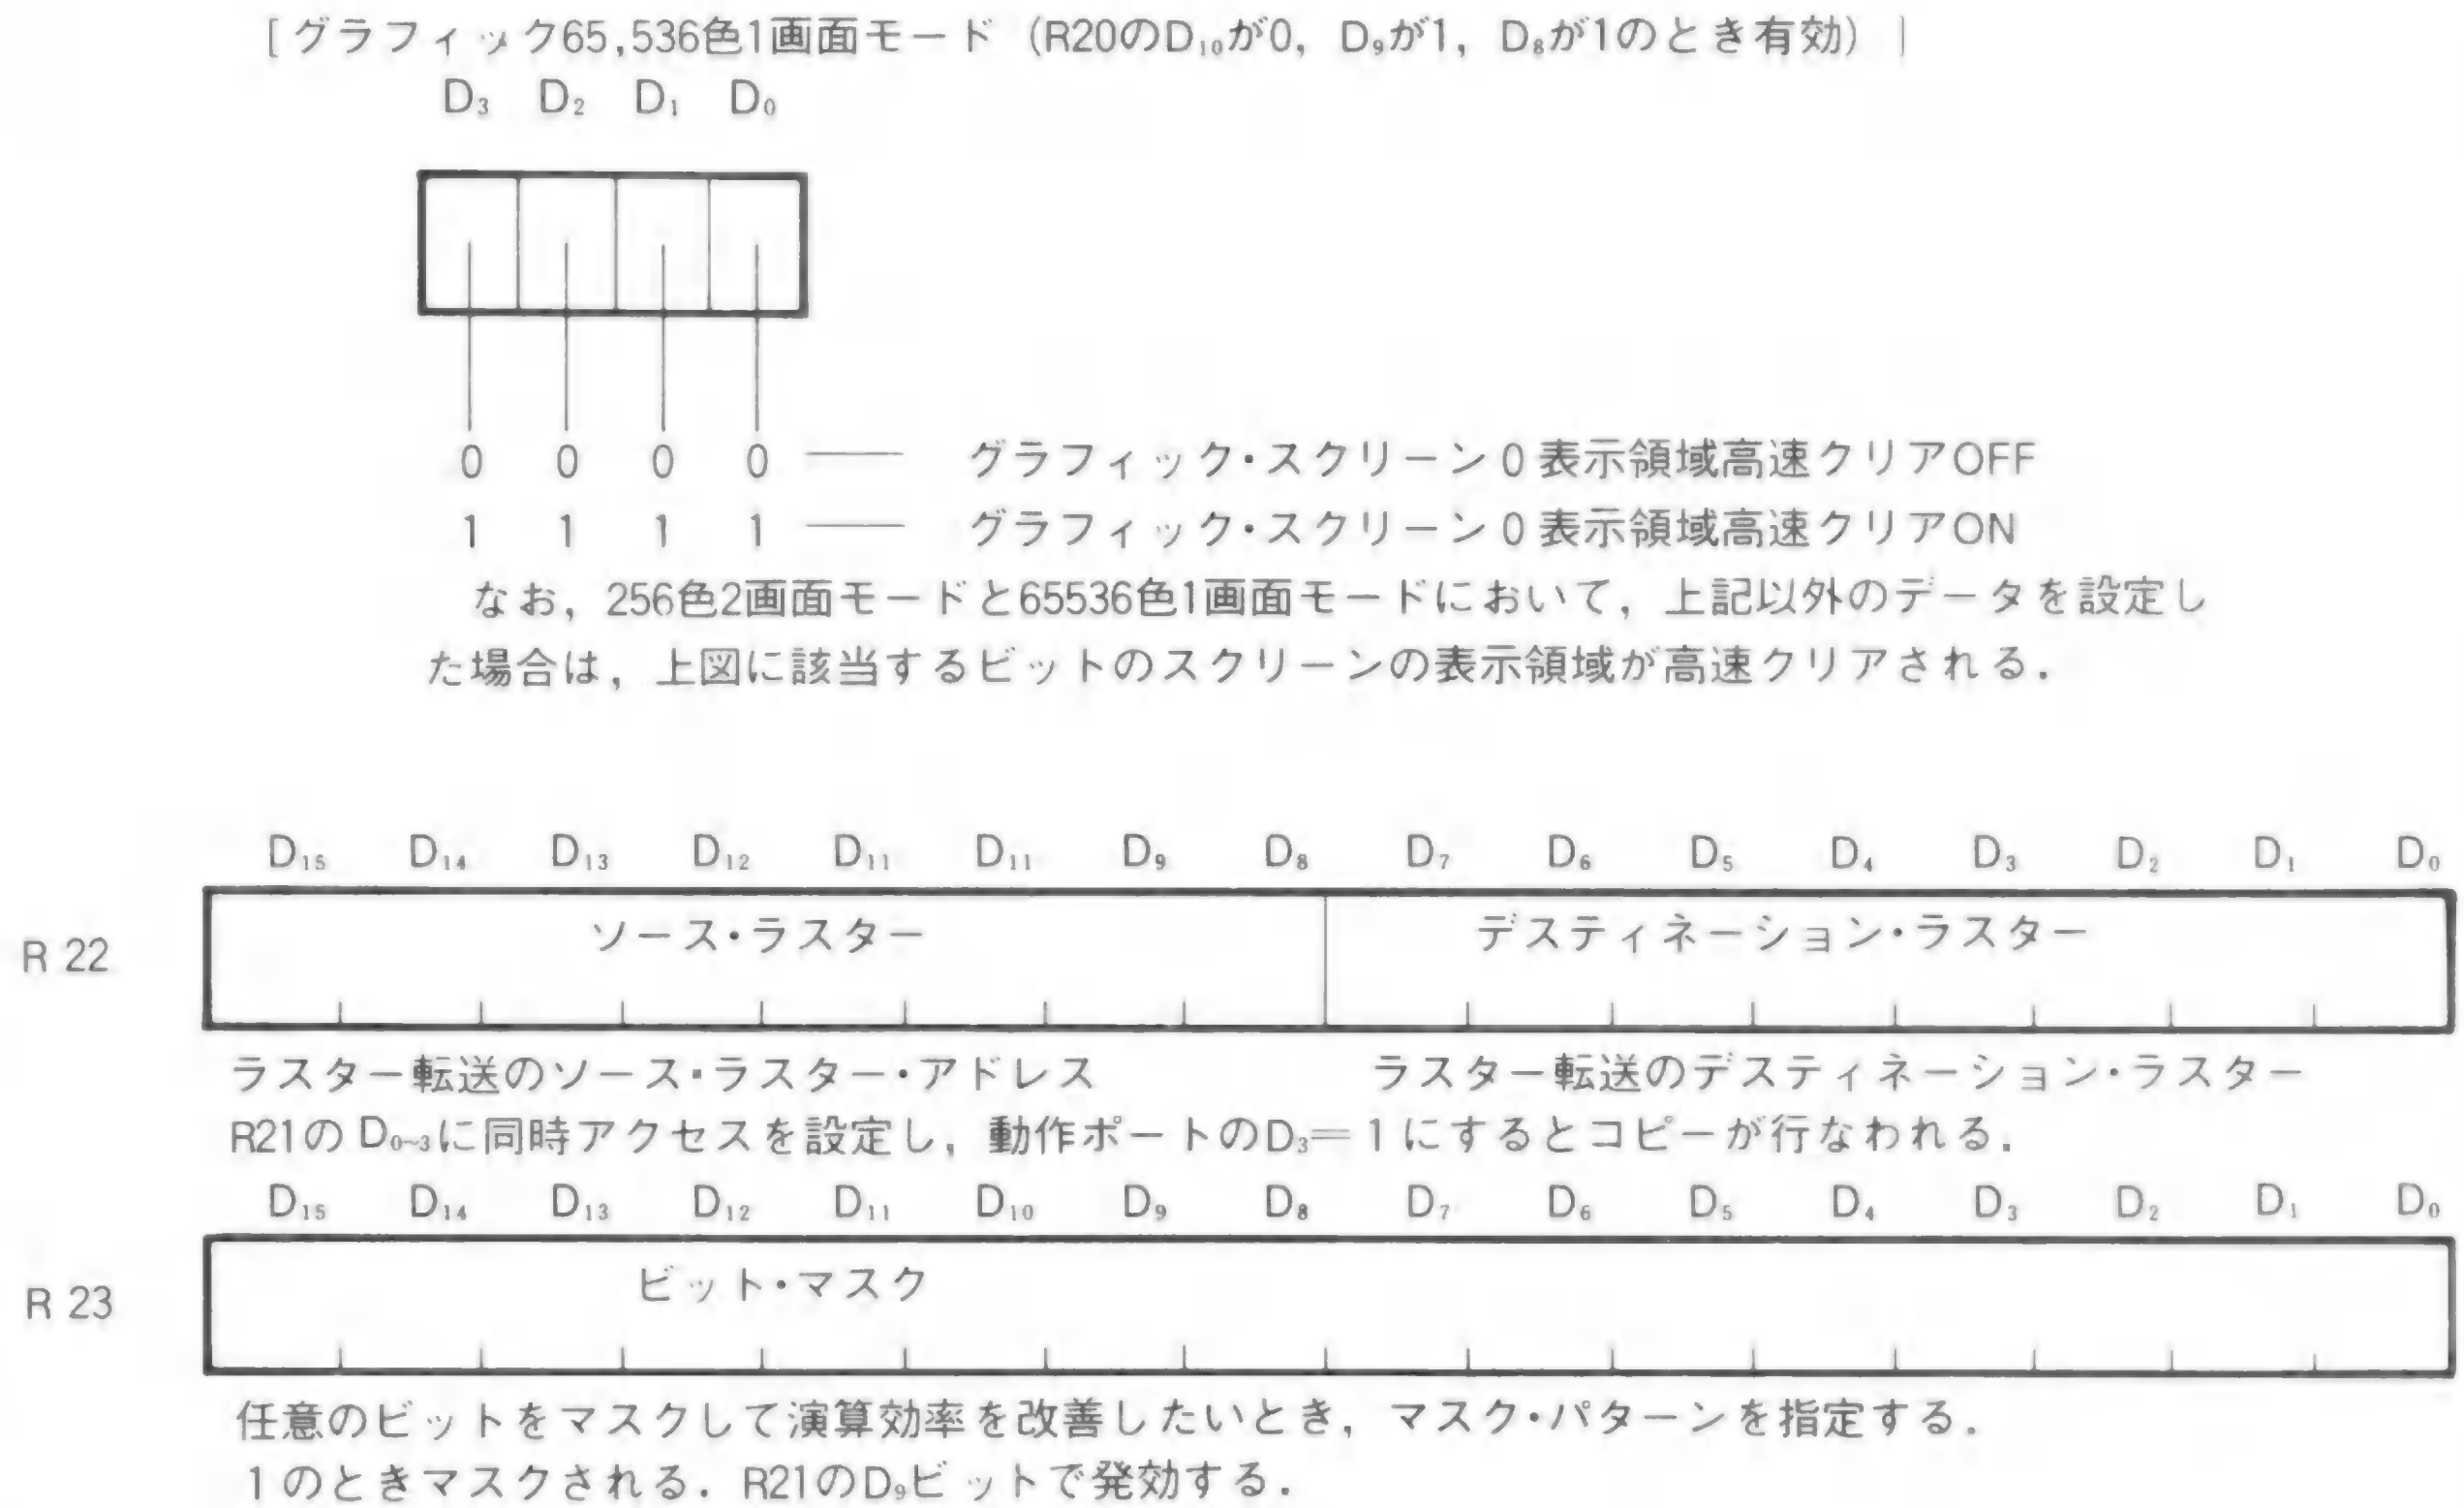 [グラフィック65,536色1画面モード (R20のD₁₀が0, D₉が1, D₈が1のとき有効) ]
D₃ D₂ D₁ D₀
0 0 0 0 —— グラフィック・スクリーン0表示領域高速クリアOFF
1 1 1 1 —— グラフィック・スクリーン0表示領域高速クリアON
なお, 256色2画面モードと65536色1画面モードにおいて, 上記以外のデータを設定し
た場合は, 上図に該当するビットのスクリーンの表示領域が高速クリアされる.
D₁₅ D₁₄ D₁₃ D₁₂ D₁₁ D₁₁ D₉ D₈ D₇ D₆ D₅ D₄ D₃ D₂ D₁ D₀
R 22 ソース・ラスター デスティネーション・ラスター
ラスター転送のソース・ラスター・アドレス ラスター転送のデスティネーション・ラスター
R21のD₀~₃に同時アクセスを設定し, 動作ポートのD₃=1にするとコピーが行なわれる.
D₁₅ D₁₄ D₁₃ D₁₂ D₁₁ D₁₀ D₉ D₈ D₇ D₆ D₅ D₄ D₃ D₂ D₁ D₀
R 23 ビット・マスク
任意のビットをマスクして演算効率を改善したいとき, マスク・パターンを指定する.
1のときマスクされる. R21のD₉ビットで発効する.